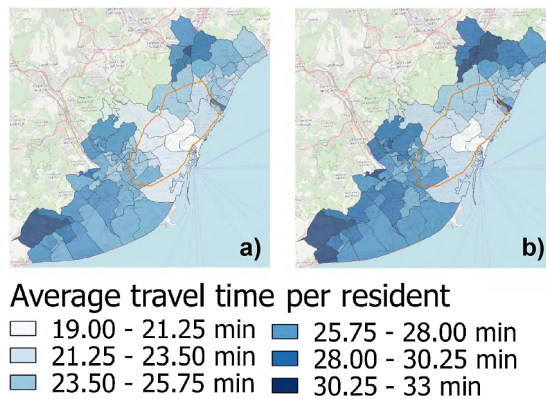 a)
b)
Average travel time per resident
19.00 - 21.25 min
21.25 - 23.50 min
23.50 - 25.75 min
25.75 - 28.00 min
28.00 - 30.25 min
30.25 - 33 min